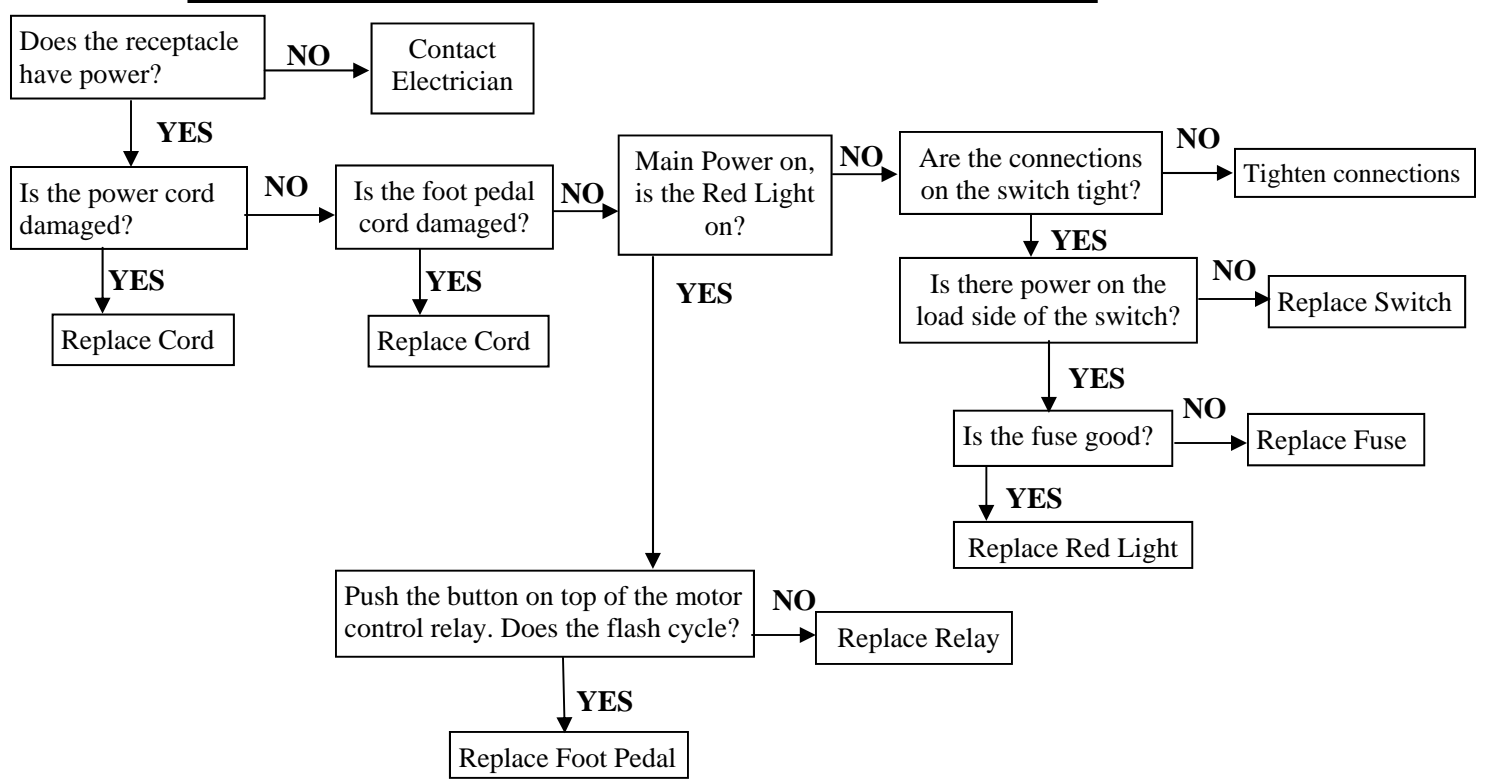 Does the receptacle
have power?
NO
Contact
Electrician
YES
Is the power cord
damaged?
NO
Is the foot pedal
cord damaged?
NO
Main Power on,
is the Red Light
on?
NO
Are the connections
on the switch tight?
NO
Tighten connections
YES
Replace Cord
YES
Replace Cord
YES
YES
Is there power on the
load side of the switch?
NO
Replace Switch
YES
Is the fuse good?
NO
Replace Fuse
YES
Replace Red Light
Push the button on top of the motor
control relay. Does the flash cycle?
NO
Replace Relay
YES
Replace Foot Pedal